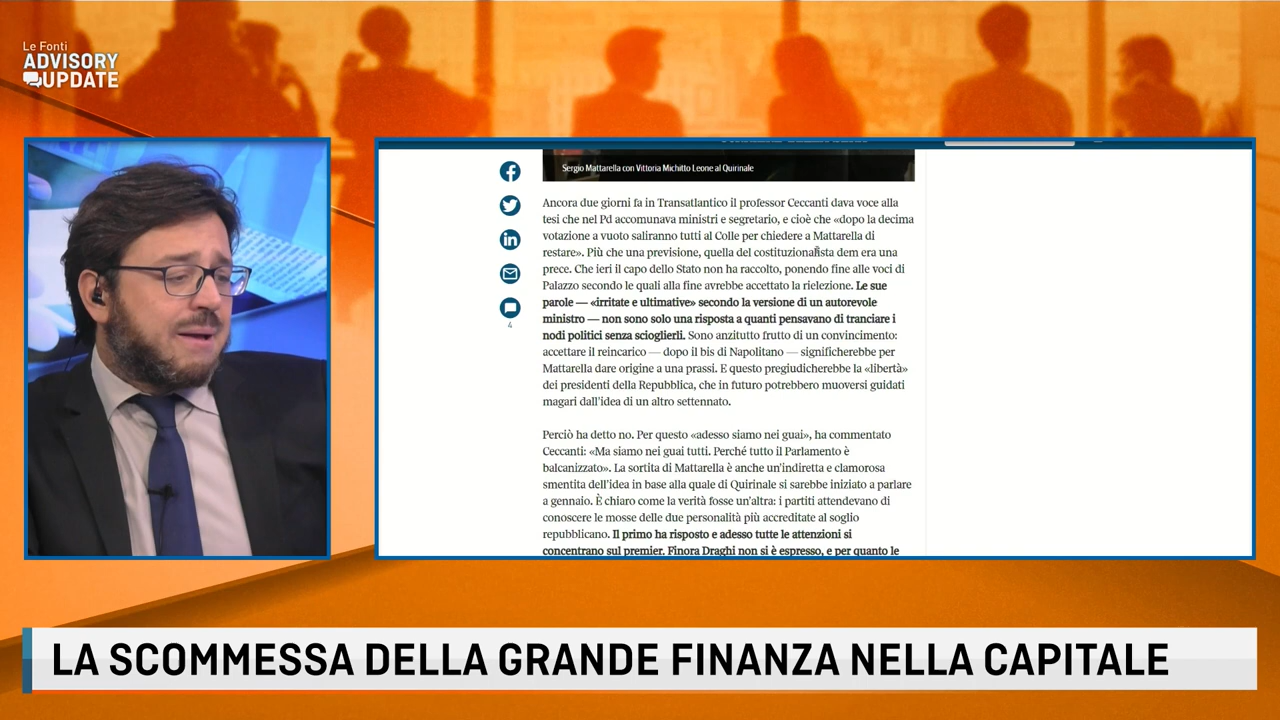 Le Fonti
ADVISORY
UPDATE
Sergio Mattarella con Vittoria Michitto Leone al Quirinale
Ancora due giorni fa in Transatlantico il professor Ceccanti dava voce alla
tesi che nel Pd accomunava ministri e segretario, e cioè che «dopo la decima
votazione a vuoto saliranno tutti al Colle per chiedere a Mattarella di
restare». Più che una previsione, quella del costituzionalista dem era una
prece. Che ieri il capo dello Stato non ha raccolto, ponendo fine alle voci di
Palazzo secondo le quali alla fine avrebbe accettato la rielezione. Le sue
parole — «irritate e ultimative» secondo la versione di un autorevole
ministro — non sono solo una risposta a quanti pensavano di tranciare i
nodi politici senza scioglierli. Sono anzitutto frutto di un convincimento:
accettare il reincarico — dopo il bis di Napolitano — significherebbe per
Mattarella dare origine a una prassi. E questo pregiudicherebbe la «libertà»
dei presidenti della Repubblica, che in futuro potrebbero muoversi guidati
magari dall'idea di un altro settennato.
4
Perciò ha detto no. Per questo «adesso siamo nei guai», ha commentato
Ceccanti: «Ma siamo nei guai tutti. Perché tutto il Parlamento è
balcanizzato». La sortita di Mattarella è anche un'indiretta e clamorosa
smentita dell'idea in base alla quale di Quirinale si sarebbe iniziato a parlare
a gennaio. È chiaro come la verità fosse un'altra: i partiti attendevano di
conoscere le mosse delle due personalità più accreditate al soglio
repubblicano. Il primo ha risposto e adesso tutte le attenzioni si
concentrano sul premier. Finora Draghi non si è espresso, e per quanto le
LA SCOMMESSA DELLA GRANDE FINANZA NELLA CAPITALE